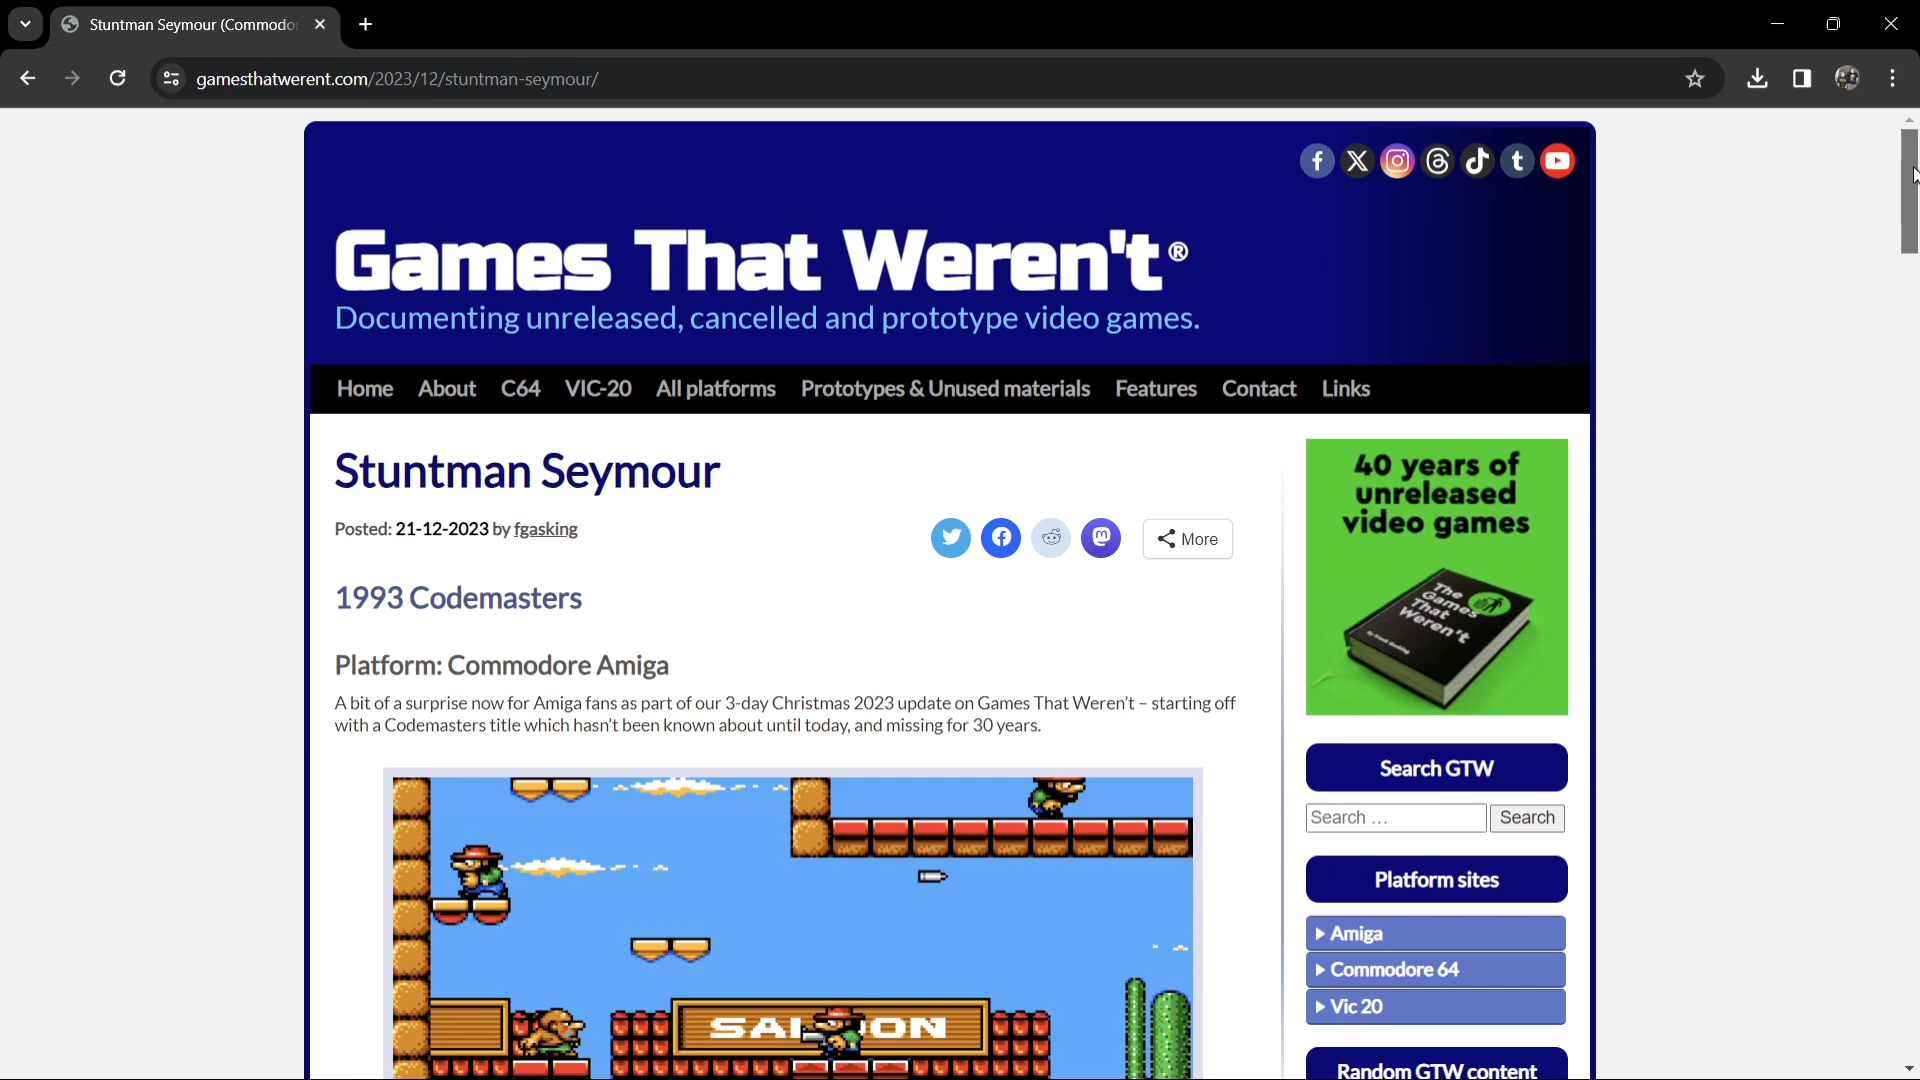 Stuntman Seymour (Commodor
gamesthatwerent.com/2023/12/stuntman-seymour/
Games That Weren't®
Documenting unreleased, cancelled and prototype video games.
Home About C64 VIC-20 All platforms Prototypes & Unused materials Features Contact Links
Stuntman Seymour
Posted: 21-12-2023 by fgasking
More
1993 Codemasters
Platform: Commodore Amiga
A bit of a surprise now for Amiga fans as part of our 3-day Christmas 2023 update on Games That Weren't – starting off
with a Codemasters title which hasn't been known about until today, and missing for 30 years.
40 years of
unreleased
video games
The
Games
That
Weren't
by Frank Gasking
Search GTW
Search ...
Search
Platform sites
Amiga
Commodore 64
Vic 20
Random GTW content